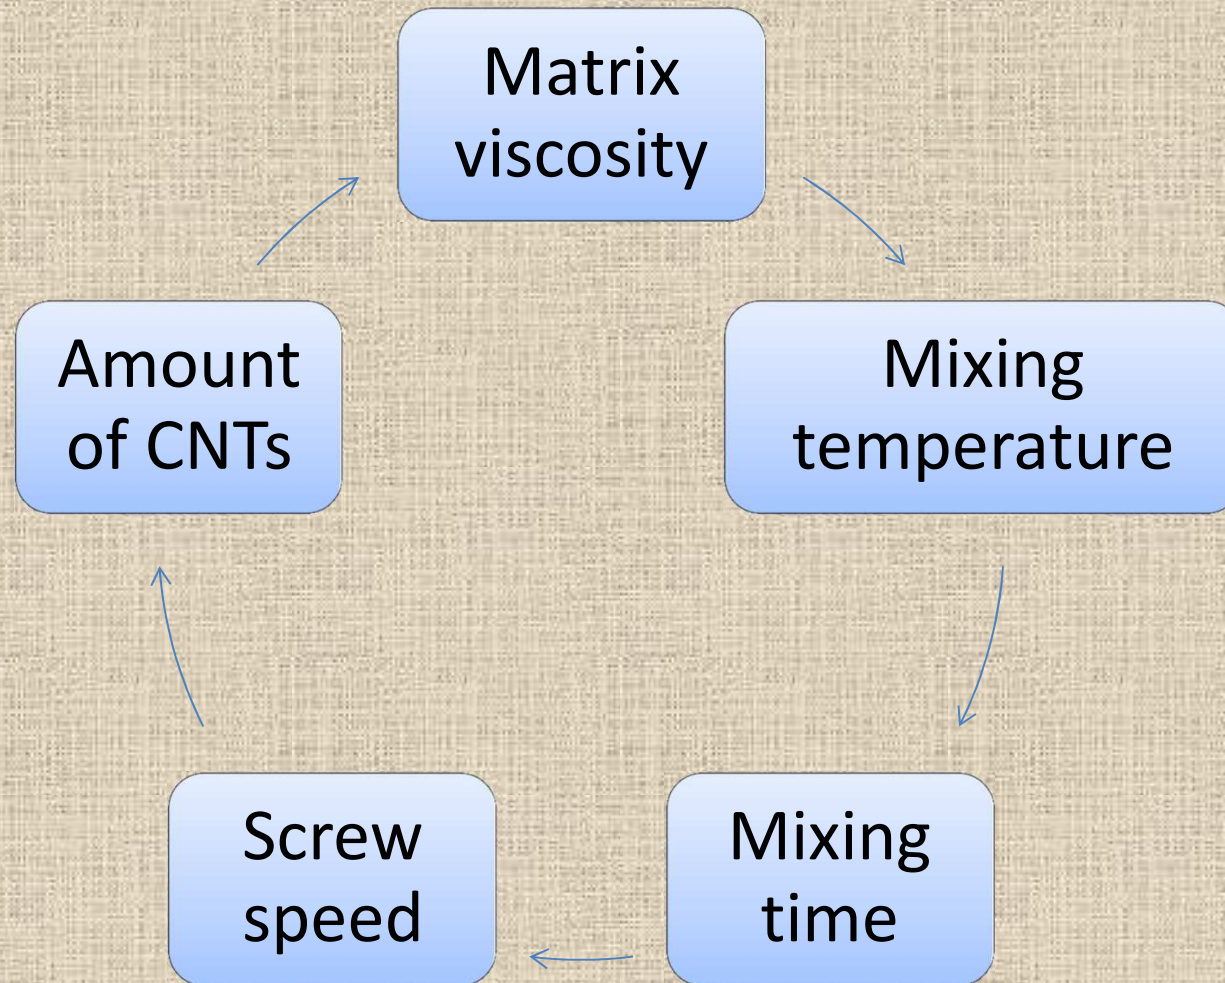 Matrix
viscosity
Mixing
temperature
Mixing
time
Screw
speed
Amount
of CNTs